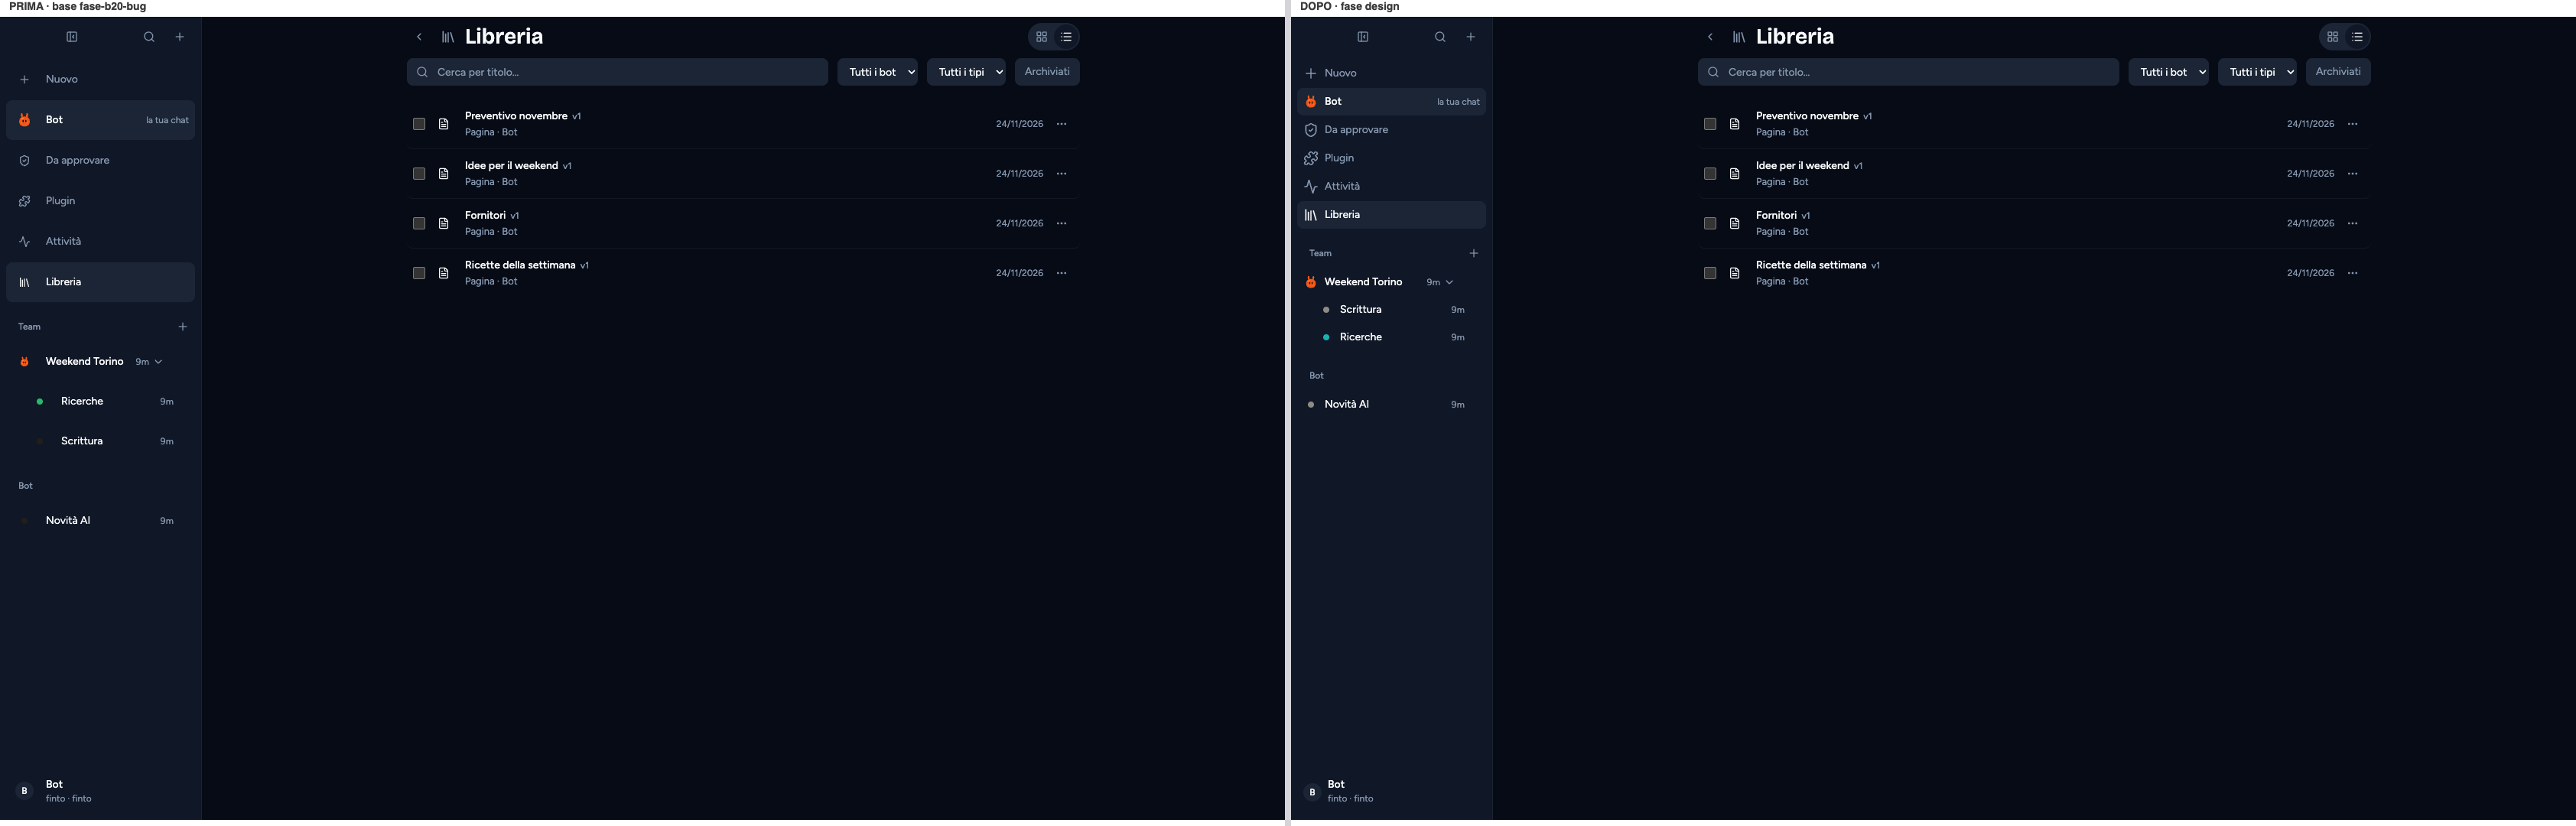 PRIMA · base fase-b20-bug
Libreria
Nuovo
Cerca per titolo...
Tutti i bot
Tutti i tipi
Archiviati
Bot
la tua chat
Da approvare
Plugin
Attività
Libreria
Team
Weekend Torino 9m
Ricerche 9m
Scrittura 9m
Bot
Novità AI 9m
B
Bot
finto · finto
Preventivo novembre v1
Pagina · Bot
24/11/2026
Idee per il weekend v1
Pagina · Bot
24/11/2026
Fornitori v1
Pagina · Bot
24/11/2026
Ricette della settimana v1
Pagina · Bot
24/11/2026
DOPO · fase design
Libreria
Nuovo
Cerca per titolo...
Tutti i bot
Tutti i tipi
Archiviati
Bot
la tua chat
Da approvare
Plugin
Attività
Libreria
Team
Weekend Torino 9m
Scrittura 9m
Ricerche 9m
Bot
Novità AI 9m
B
Bot
finto · finto
Preventivo novembre v1
Pagina · Bot
24/11/2026
Idee per il weekend v1
Pagina · Bot
24/11/2026
Fornitori v1
Pagina · Bot
24/11/2026
Ricette della settimana v1
Pagina · Bot
24/11/2026